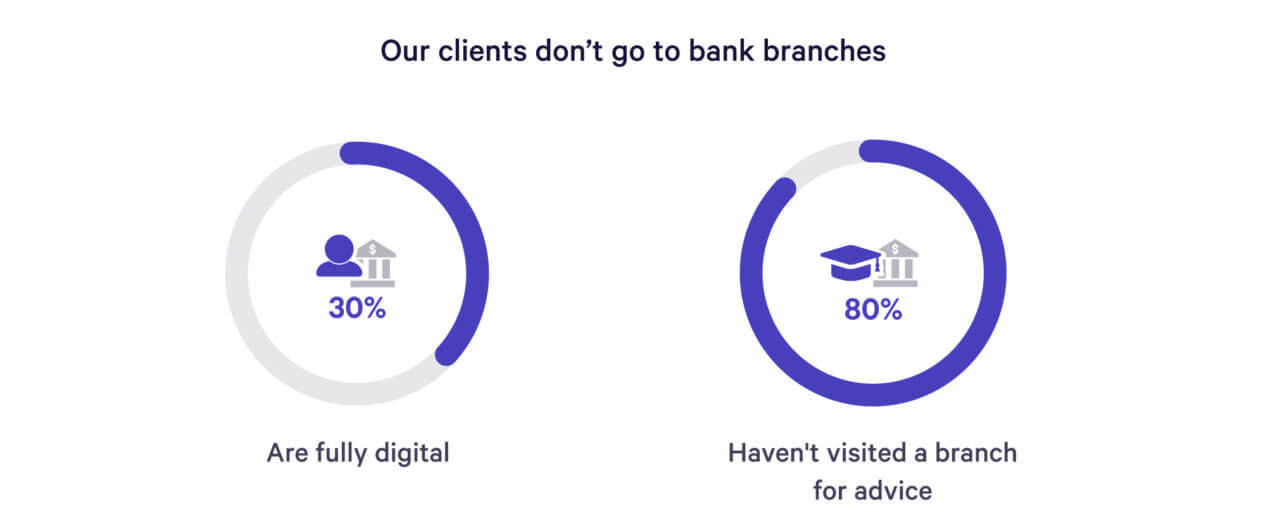 Our clients don’t go to bank branches
$
30%
$
80%
Are fully digital
Haven't visited a branch
for advice